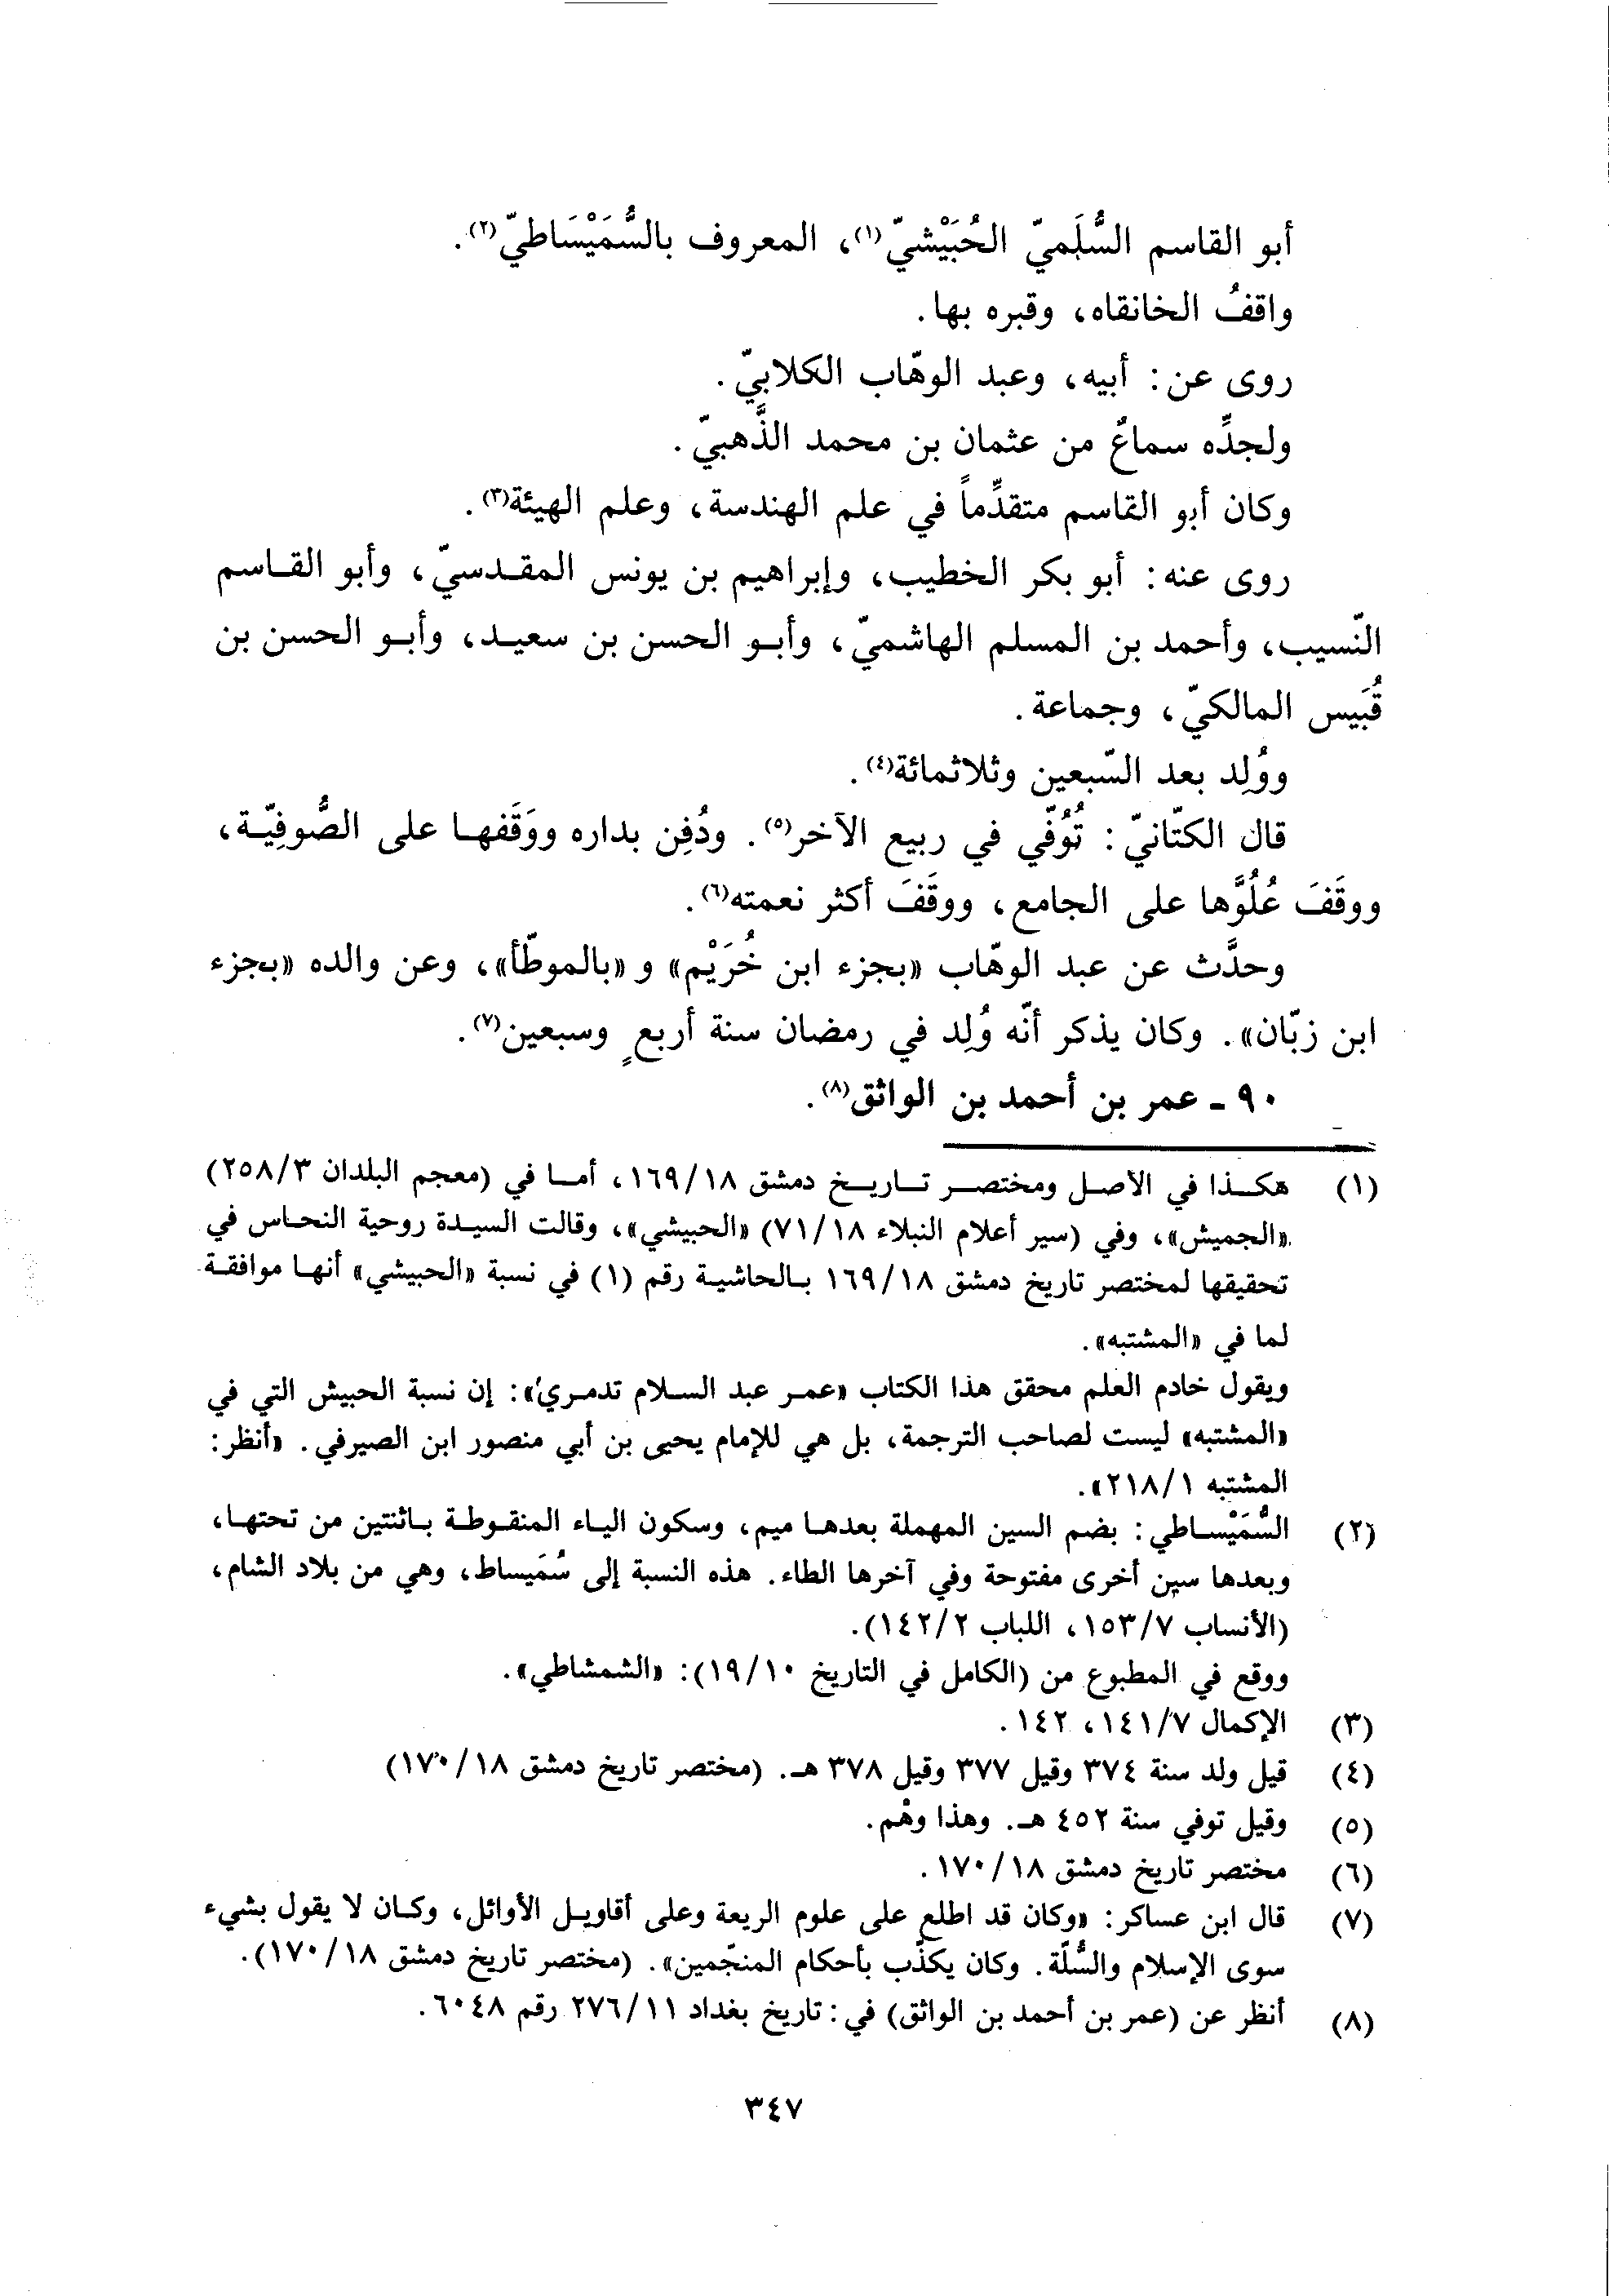 أبو القاسم السُّلَميّ الحُبَيْشيّ(١)، المعروف بالسُّمَيْسَاطيّ(٢).
واقفُ الخانقاه، وقبره بها.
روى عن: أبيه، وعبد الوهّاب الكلابيّ.
ولجدِّه سماعٌ من عثمان بن محمد الذَّهبيّ.
وكان أبو القاسم متقدِّماً في علم الهندسة، وعلم الهيئة(٣).
روى عنه: أبو بكر الخطيب، وإبراهيم بن يونس المقدسيّ، وأبو القاسم
النّسيب، وأحمد بن المسلم الهاشميّ، وأبو الحسن بن سعيد، وأبو الحسن بن
قُبَيس المالكيّ، وجماعة.
ووُلِد بعد السّبعين وثلاثمائة(٤).
قال الكتّانيّ: تُوُفّي في ربيع الآخر(٥). ودُفِن بداره ووَقَفها على الصُّوفِيّة،
ووقَفَ عُلُوَّها على الجامع، ووقَفَ أكثر نعمته(٦).
وحدَّث عن عبد الوهّاب «بجزء ابن خُرَيْم» و «بالموطّأ»، وعن والده «بجزء
ابن زبّان». وكان يذكر أنّه وُلِد في رمضان سنة أربعٍ وسبعين(٧).
٩٠ ـ عمر بن أحمد بن الواثق(٨).
(١) هكذا في الأصل ومختصر تاريخ دمشق ١٦٩/١٨، أما في (معجم البلدان ٢٥٨/٣)
«الجميش»، وفي (سير أعلام النبلاء ٧١/١٨) «الحبيشي»، وقالت السيدة روحية النحاس في
تحقيقها لمختصر تاريخ دمشق ١٦٩/١٨ بالحاشية رقم (١) في نسبة «الحبيشي» أنها موافقة
لما في «المشتبه».
ويقول خادم العلم محقق هذا الكتاب «عمر عبد السلام تدمري»: إن نسبة الحبيش التي في
«المشتبه» ليست لصاحب الترجمة، بل هي للإمام يحيى بن أبي منصور ابن الصيرفي. «أنظر:
المشتبه ٢١٨/١».
(٢) السُّمَيْساطي: بضم السين المهملة بعدها ميم، وسكون الياء المنقوطة باثنتين من تحتها،
وبعدها سين أخرى مفتوحة وفي آخرها الطاء. هذه النسبة إلى سُمَيساط، وهي من بلاد الشام،
(الأنساب ١٥٣/٧، اللباب ١٤٢/٢).
ووقع في المطبوع من (الكامل في التاريخ ١٩/١٠): «الشمشاطي».
(٣) الإكمال ١٤١/٧، ١٤٢.
(٤) قيل ولد سنة ٣٧٤ وقيل ٣٧٧ وقيل ٣٧٨ هـ. (مختصر تاريخ دمشق ١٧٠/١٨)
(٥) وقيل توفي سنة ٤٥٢ هـ. وهذا وهْم.
(٦) مختصر تاريخ دمشق ١٧٠/١٨.
(٧) قال ابن عساكر: «وكان قد اطلع على علوم الريعة وعلى أقاويل الأوائل، وكان لا يقول بشيء
سوى الإسلام والسُّلّة. وكان يكذّب بأحكام المنجّمين». (مختصر تاريخ دمشق ١٧٠/١٨).
(٨) أنظر عن (عمر بن أحمد بن الواثق) في: تاريخ بغداد ٢٧٦/١١ رقم ٦٠٤٨.
٣٤٧